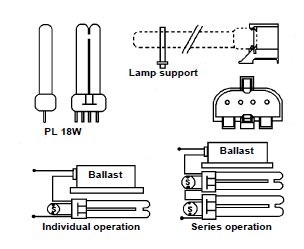 Lamp support
PL 18W
Ballast
S
Individual operation
Ballast
S
S
Series operation